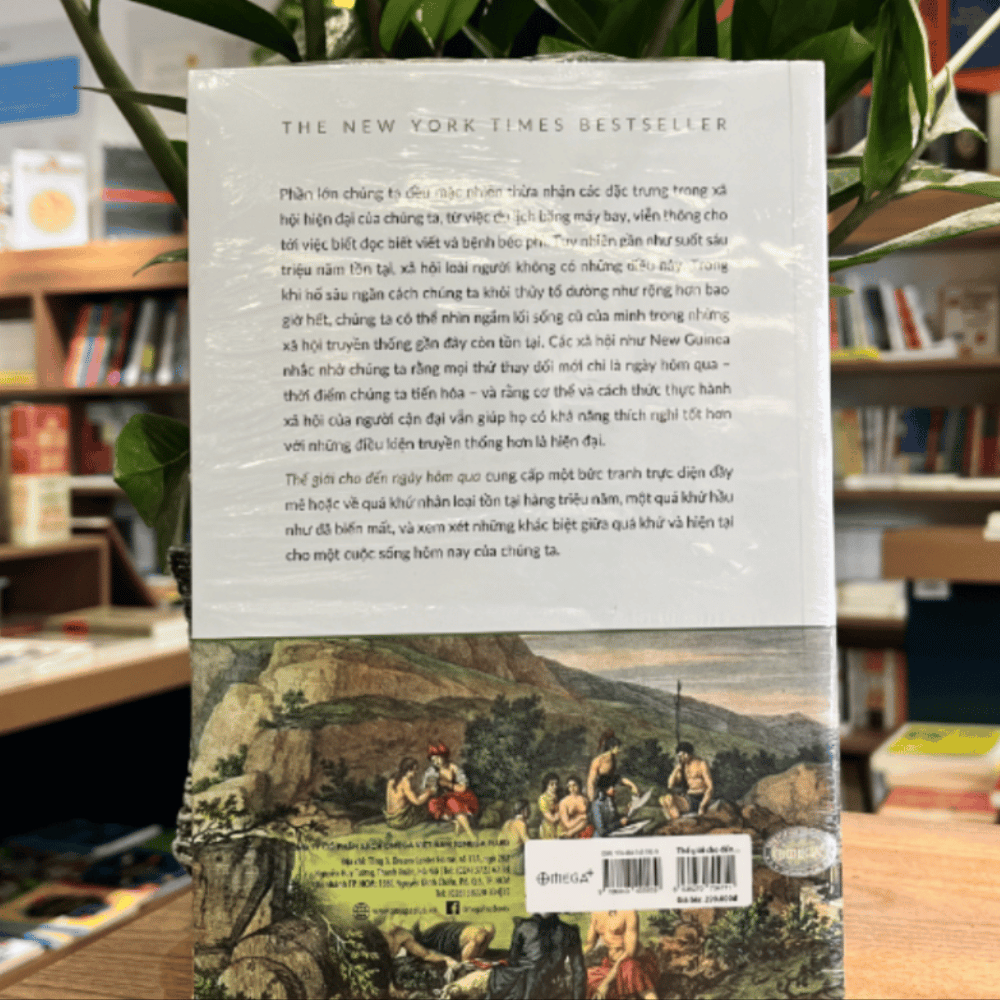 THE NEW YORK TIMES BESTSELLER
Phần lớn chúng ta đều mặc nhiên thừa nhận các đặc trưng trong xã
hội hiện đại của chúng ta, từ việc du lịch bằng máy bay, viễn thông cho
tới việc biết đọc biết viết và bệnh béo phì. Tuy nhiên gần như suốt sáu
triệu năm tồn tại, xã hội loài người không có những điều này. Trong
khi hố sâu ngăn cách chúng ta khỏi thủy tổ dường như rộng hơn bao
giờ hết, chúng ta có thể nhìn ngắm lối sống cũ của mình trong những
xã hội truyền thống gần đây còn tồn tại. Các xã hội như New Guinea
nhắc nhở chúng ta rằng mọi thứ thay đổi mới chỉ là ngày hôm qua –
thời điểm chúng ta tiến hóa – và rằng cơ thể và cách thức thực hành
xã hội của người cận đại vẫn giúp họ có khả năng thích nghi tốt hơn
với những điều kiện truyền thống hơn là hiện đại.
Thế giới cho đến ngày hôm qua cung cấp một bức tranh trực diện đầy
mê hoặc về quá khứ nhân loại tồn tại hàng triệu năm, một quá khứ hầu
như đã biến mất, và xem xét những khác biệt giữa quá khứ và hiện tại
cho một cuộc sống hôm nay của chúng ta.
OMEGA+
Thế giới cho đến...